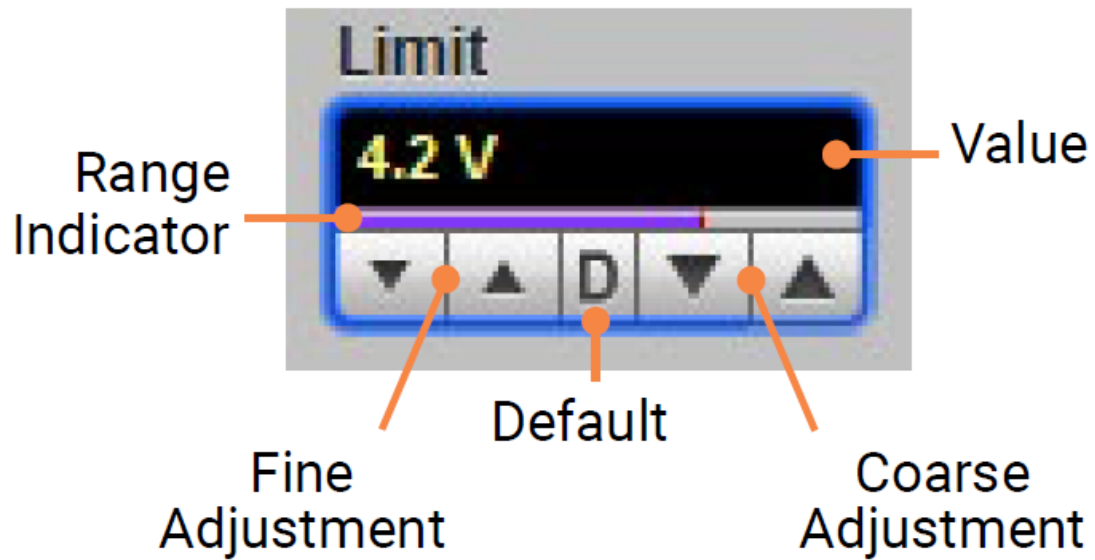 Limit
4.2 V
Value
Range
Indicator
D
Default
Fine
Adjustment
Coarse
Adjustment